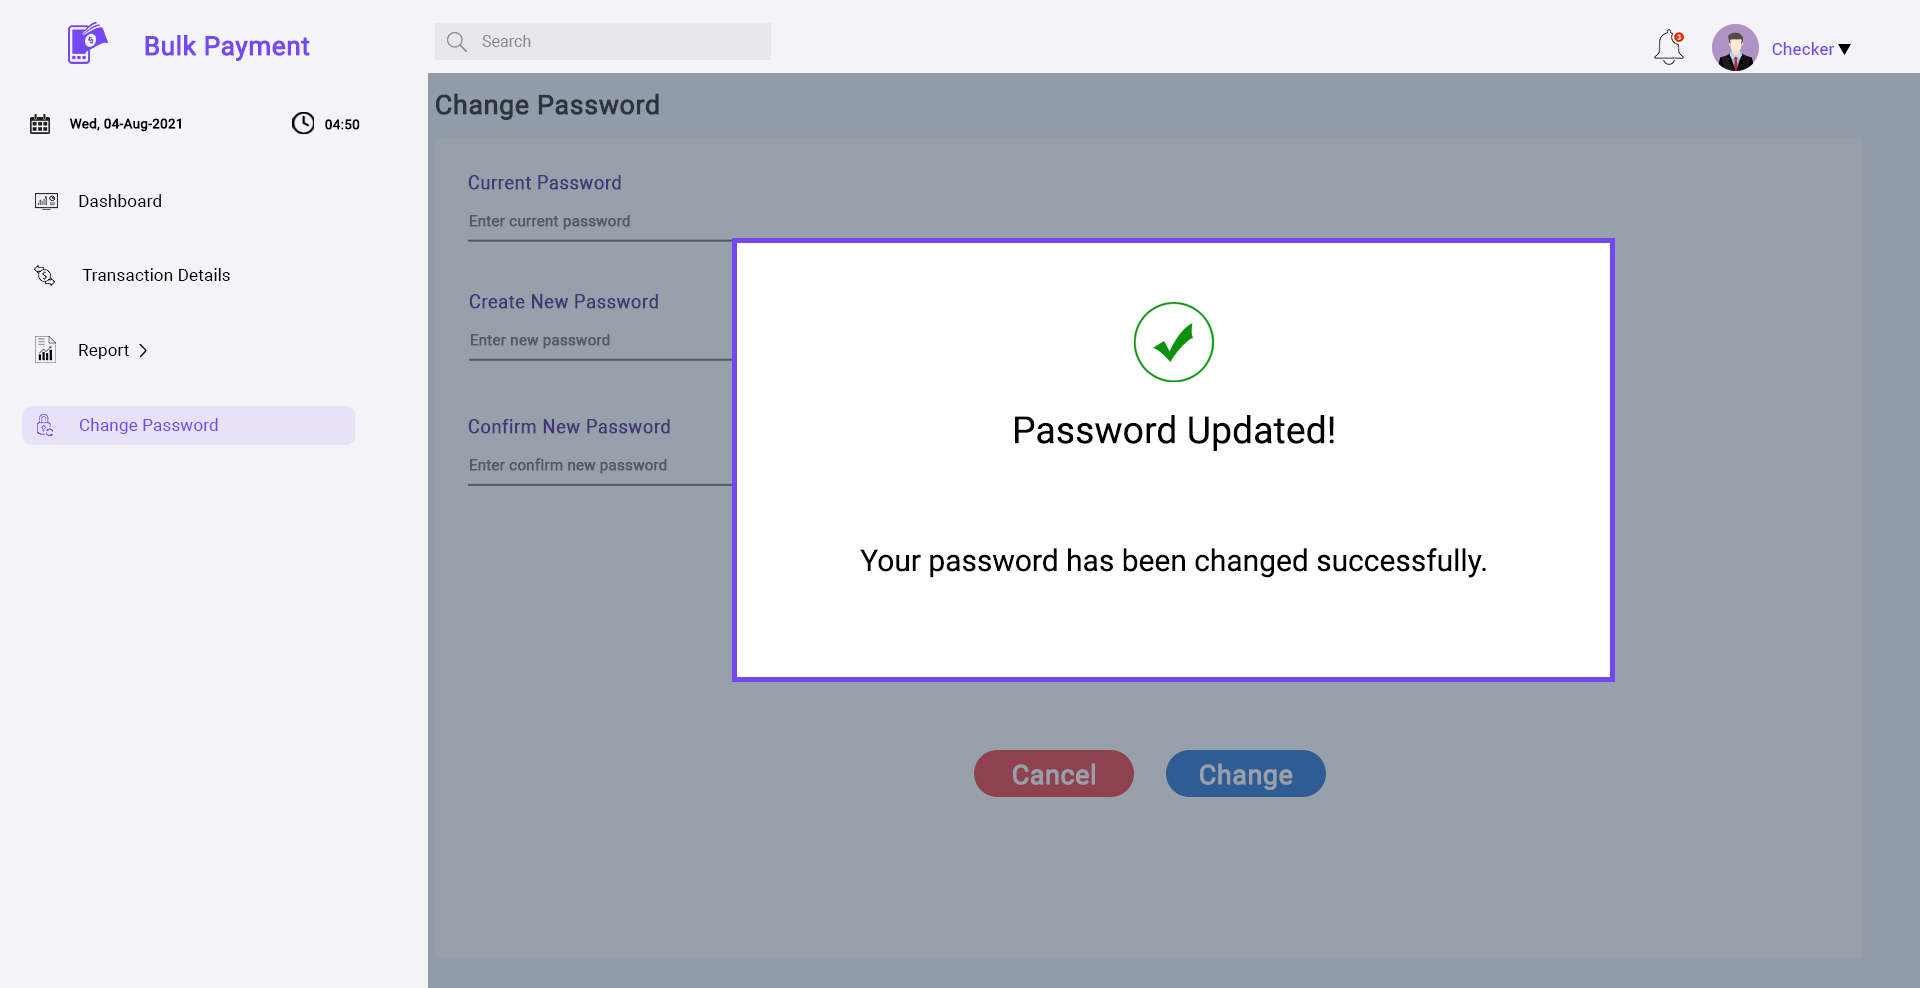 Bulk Payment
Search
3
Checker
Wed, 04-Aug-2021
04:50
Dashboard
Transaction Details
Report
Change Password
Change Password
Current Password
Enter current password
Create New Password
Enter new password
Confirm New Password
Enter confirm new password
Password Updated!
Your password has been changed successfully.
Cancel
Change